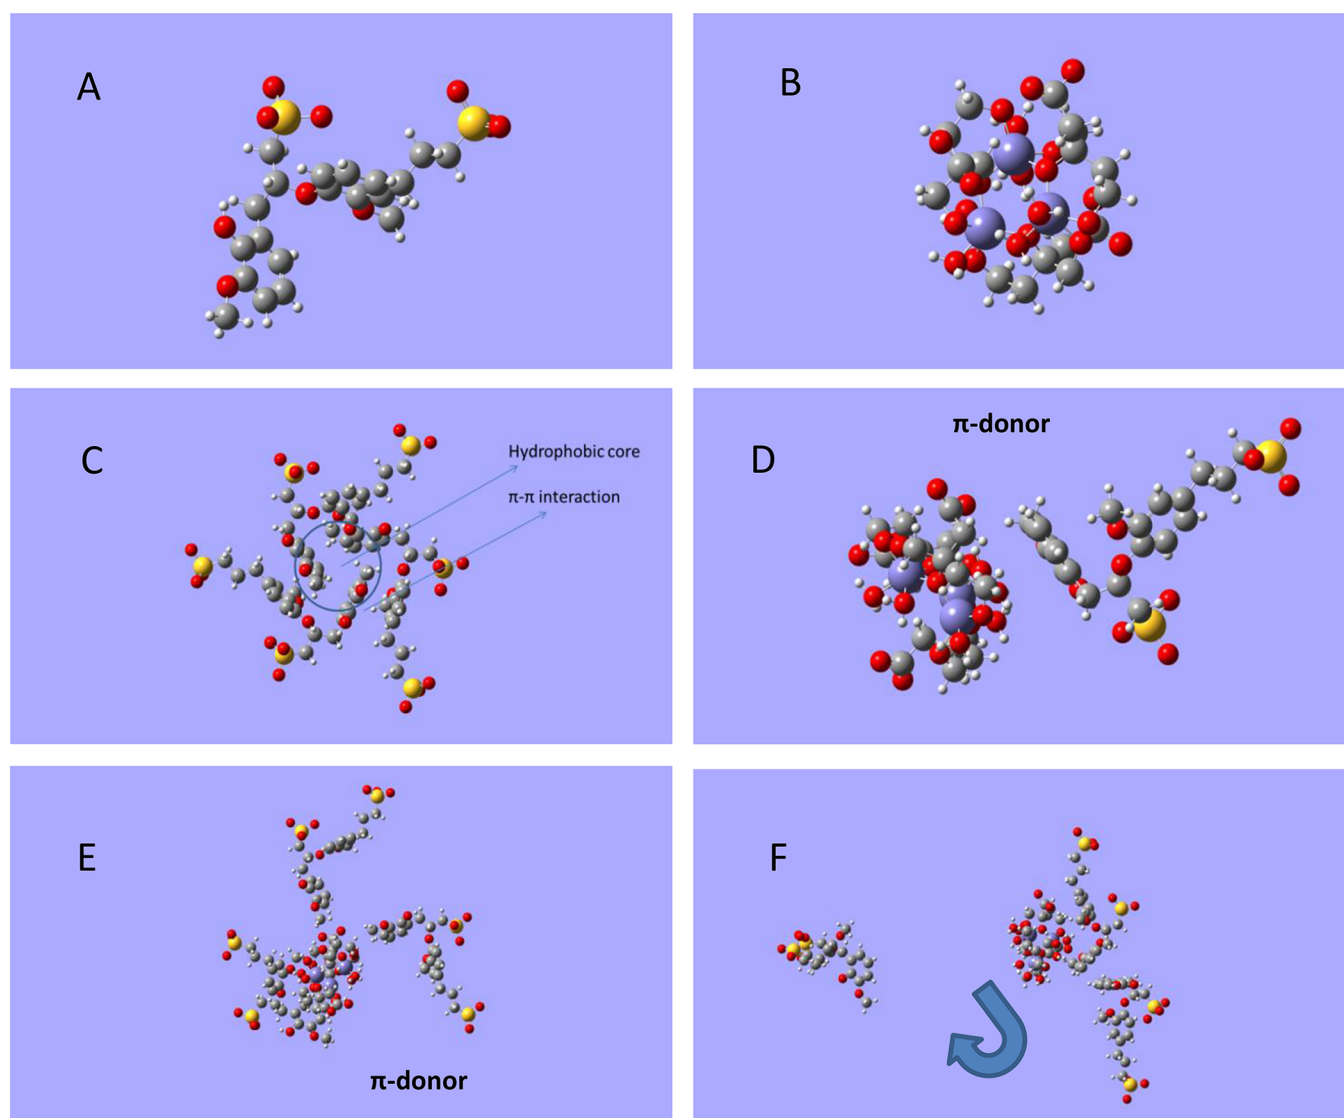 A
B
C
Hydrophobic core
π-π interaction
D
π-donor
E
π-donor
F